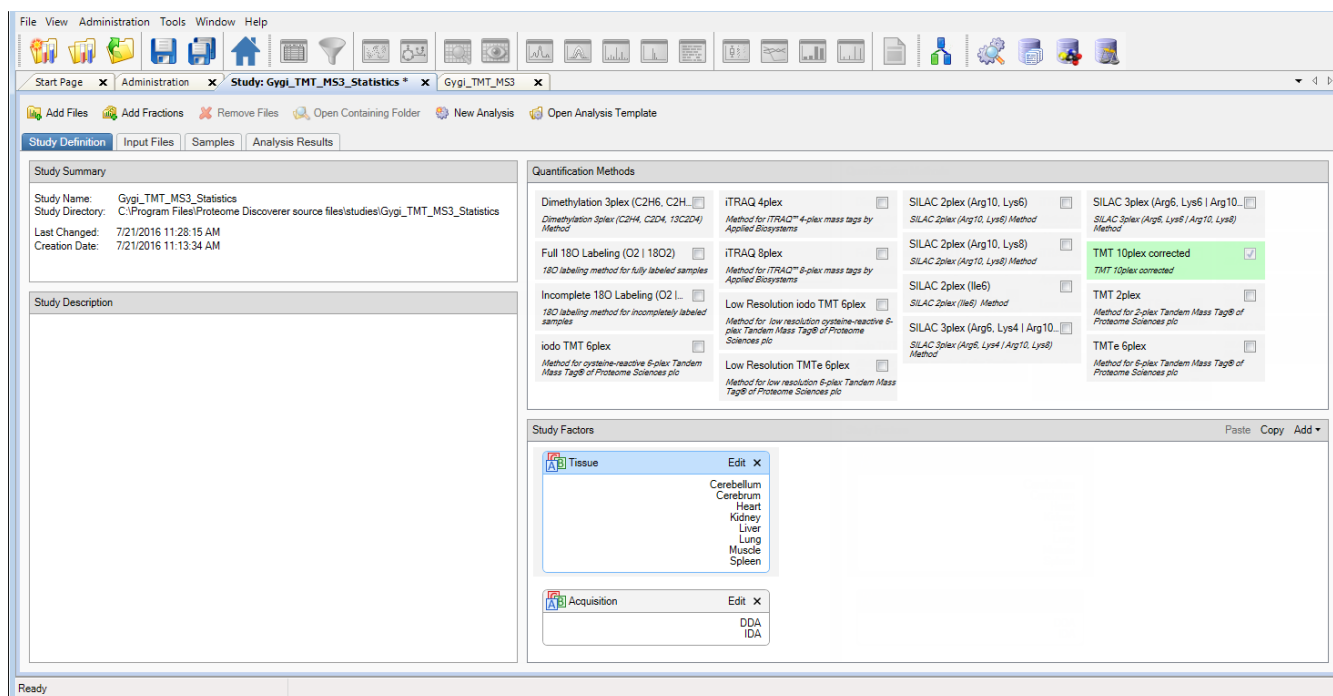 File View Administration Tools Window Help
Start Page x Administration x Study: Gygi_TMT_MS3_Statistics * x Gygi_TMT_MS3 x
Add Files Add Fractions Remove Files Open Containing Folder New Analysis Open Analysis Template
Study Definition Input Files Samples Analysis Results
Study Summary
Study Name: Gygi_TMT_MS3_Statistics
Study Directory: C:\Program Files\Proteome Discoverer source files\studies\Gygi_TMT_MS3_Statistics
Last Changed: 7/21/2016 11:28:15 AM
Creation Date: 7/21/2016 11:13:34 AM
Study Description
Quantification Methods
Dimethylation 3plex (C2H6, C2H...
Dimethylation 3plex (C2H4, C2D4, 13C2D4)
Method
Full 18O Labeling (O2 | 18O2)
18O labeling method for fully labeled samples
Incomplete 18O Labeling (O2 |...
18O labeling method for incompletely labeled
samples
iodo TMT 6plex
Method for cysteine-reactive 6-plex Tandem
Mass Tag® of Proteome Sciences plc
iTRAQ 4plex
Method for iTRAQ™ 4-plex mass tags by
Applied Biosystems
iTRAQ 8plex
Method for iTRAQ™ 8-plex mass tags by
Applied Biosystems
Low Resolution iodo TMT 6plex
Method for low resolution cysteine-reactive 6-
plex Tandem Mass Tag® of Proteome
Sciences plc
Low Resolution TMTe 6plex
Method for low resolution 6-plex Tandem Mass
Tag® of Proteome Sciences plc
SILAC 2plex (Arg10, Lys6)
SILAC 2plex (Arg10, Lys6) Method
SILAC 2plex (Arg10, Lys8)
SILAC 2plex (Arg10, Lys8) Method
SILAC 2plex (Ile6)
SILAC 2plex (Ile6) Method
SILAC 3plex (Arg6, Lys4 | Arg10...
SILAC 3plex (Arg6, Lys4 | Arg10, Lys8)
Method
SILAC 3plex (Arg6, Lys6 | Arg10...
SILAC 3plex (Arg6, Lys6 | Arg10, Lys8)
Method
TMT 10plex corrected
TMT 10plex corrected
TMT 2plex
Method for 2-plex Tandem Mass Tag® of
Proteome Sciences plc
TMTe 6plex
Method for 6-plex Tandem Mass Tag® of
Proteome Sciences plc
Study Factors Paste Copy Add
Tissue Edit x
Cerebellum
Cerebrum
Heart
Kidney
Liver
Lung
Muscle
Spleen
Acquisition Edit x
DDA
IDA
Ready